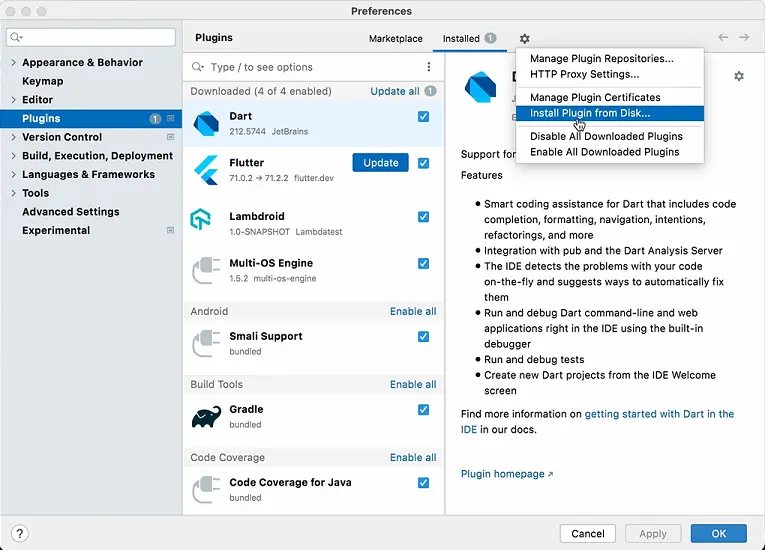 Preferences
Plugins
Marketplace
Installed 1
Appearance & Behavior
Keymap
Editor
Plugins 1
Version Control
Build, Execution, Deployment
Languages & Frameworks
Tools
Advanced Settings
Experimental
Type / to see options
Downloaded (4 of 4 enabled) Update all 1
Dart
212.5744 JetBrains
Flutter
71.0.2 → 71.2.2 flutter.dev
Update
Lambdroid
1.0-SNAPSHOT Lambdatest
Multi-OS Engine
1.5.2 multi-os-engine
Android Enable all
Smali Support
bundled
Build Tools Enable all
Gradle
bundled
Code Coverage Enable all
Code Coverage for Java
bundled
Manage Plugin Repositories...
HTTP Proxy Settings...
Manage Plugin Certificates
Install Plugin from Disk...
Disable All Downloaded Plugins
Enable All Downloaded Plugins
Support for
Features
• Smart coding assistance for Dart that includes code
completion, formatting, navigation, intentions,
refactorings, and more
• Integration with pub and the Dart Analysis Server
• The IDE detects the problems with your code
on-the-fly and suggests ways to automatically fix
them
• Run and debug Dart command-line and web
applications right in the IDE using the built-in
debugger
• Run and debug tests
• Create new Dart projects from the IDE Welcome
screen
Find more information on getting started with Dart in the
IDE in our docs.
Plugin homepage ↗
?
Cancel
Apply
OK